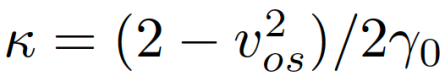 κ = (2 − v_{os}^2)/2γ_0